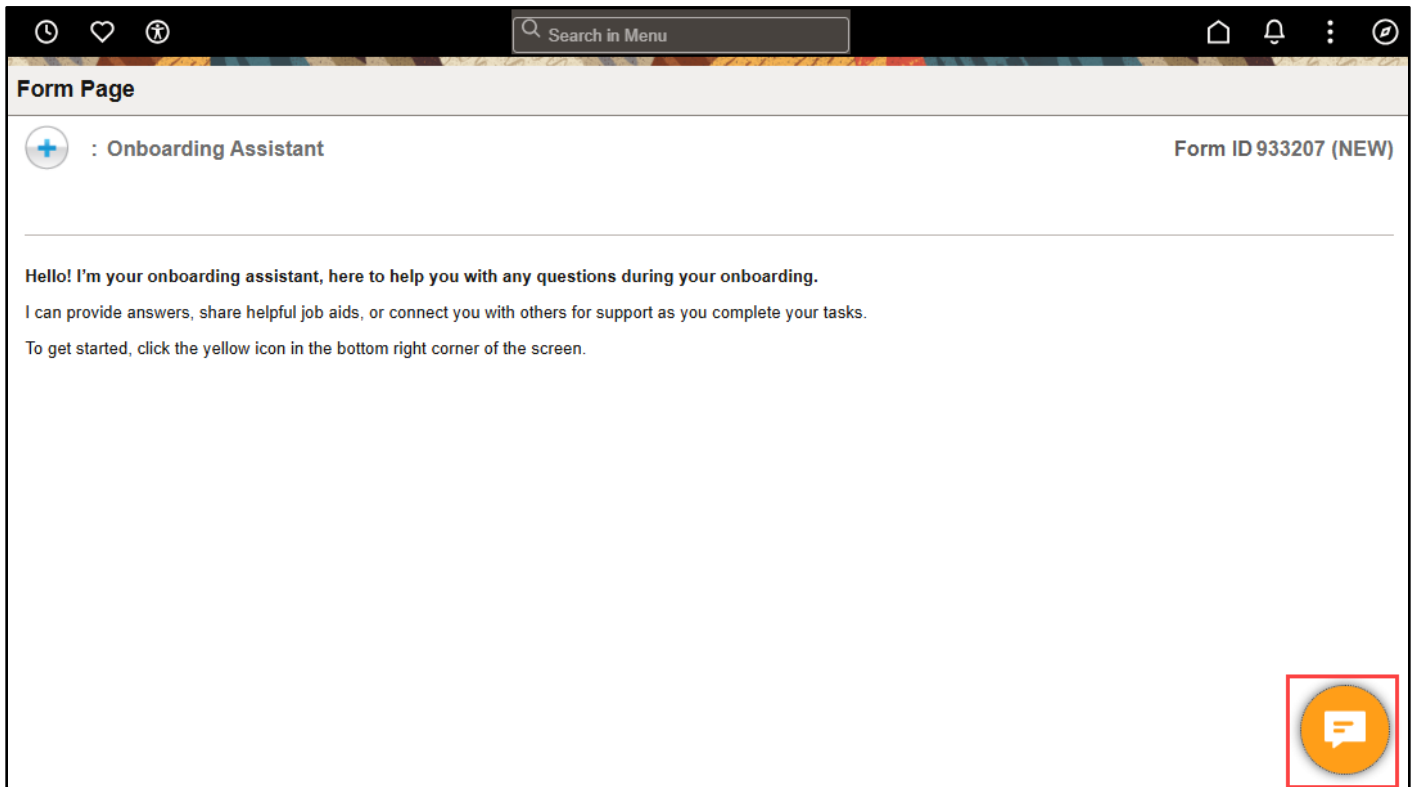 Search in Menu
Form Page
: Onboarding Assistant
Form ID 933207 (NEW)
Hello! I'm your onboarding assistant, here to help you with any questions during your onboarding.
I can provide answers, share helpful job aids, or connect you with others for support as you complete your tasks.
To get started, click the yellow icon in the bottom right corner of the screen.